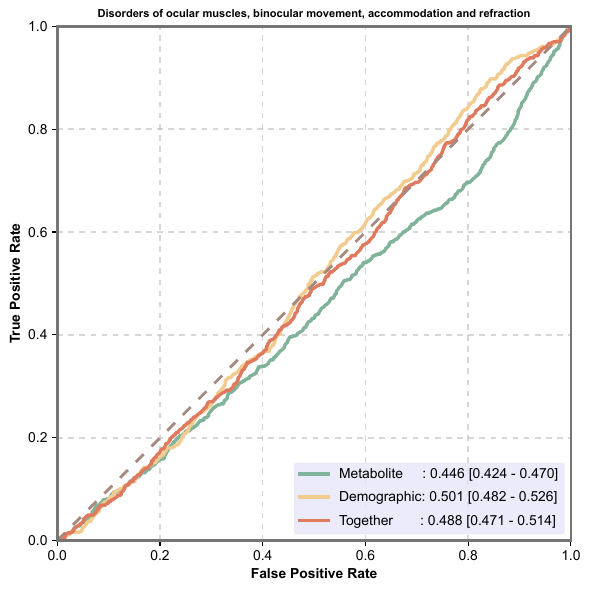 Disorders of ocular muscles, binocular movement, accommodation and refraction
1.0
0.8
0.6
0.4
0.2
0.0
True Positive Rate
Metabolite : 0.446 [0.424 - 0.470]
Demographic: 0.501 [0.482 - 0.526]
Together : 0.488 [0.471 - 0.514]
0.0 0.2 0.4 0.6 0.8 1.0
False Positive Rate